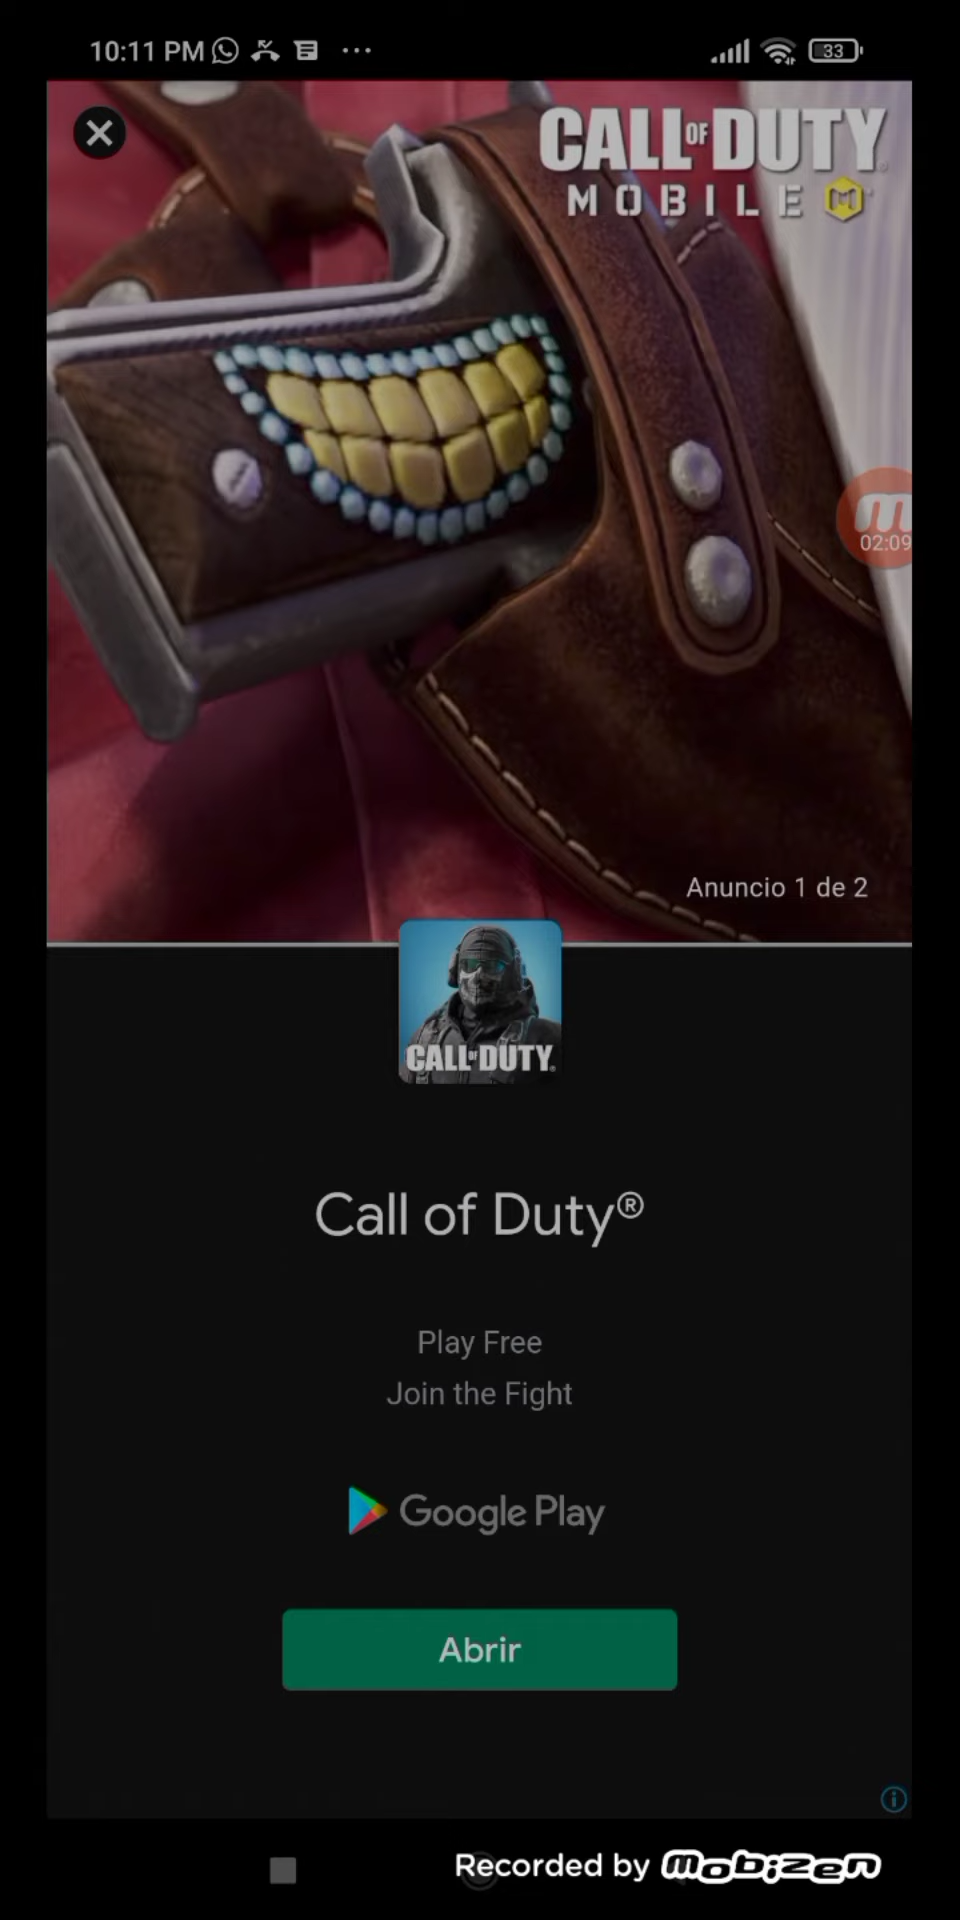 10:11 PM
33
CALL OF DUTY
MOBILE
02:09
Anuncio 1 de 2
CALL OF DUTY
Call of Duty®
Play Free
Join the Fight
Google Play
Abrir
Recorded by mobizen